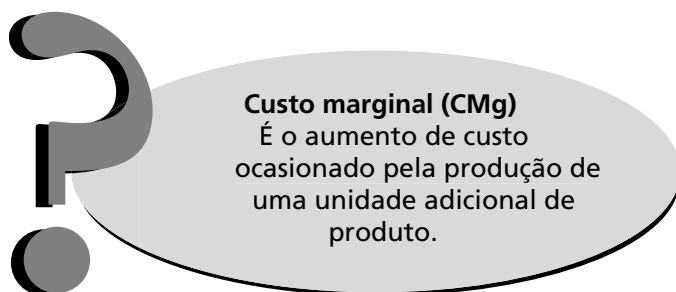 Custo marginal (CMg)
É o aumento de custo
ocasionado pela produção de
uma unidade adicional de
produto.